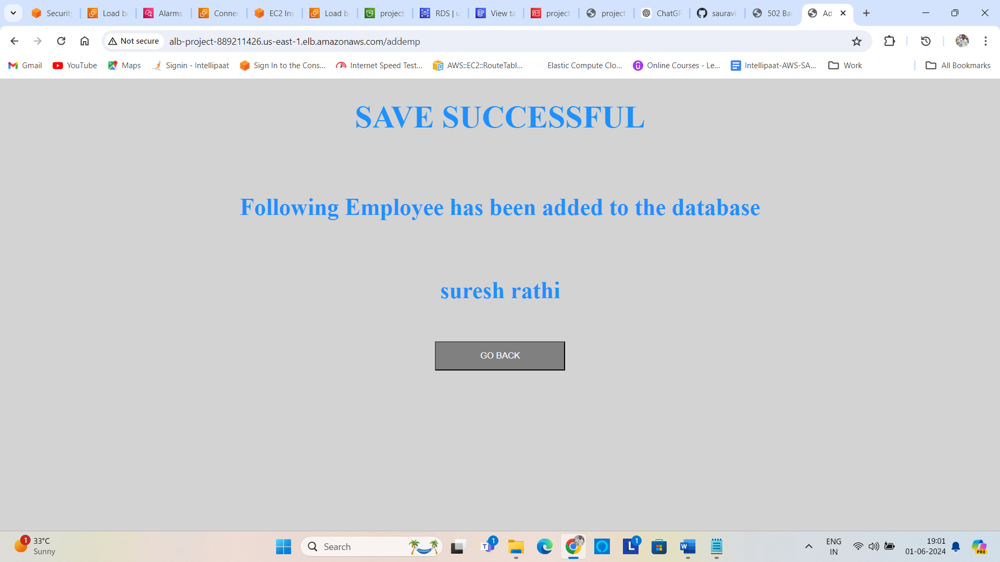 Security
Load ba
Alarms
Connec
EC2 Ins
Load ba
project
RDS | u
View ta
project
project
ChatGP
sauravi
502 Bad
Ad
Not secure
alb-project-889211426.us-east-1.elb.amazonaws.com/addemp
Gmail
YouTube
Maps
Signin - Intellipaat
Sign In to the Cons...
Internet Speed Test...
AWS::EC2::RouteTabl...
Elastic Compute Clo...
Online Courses - Le...
Intellipaat-AWS-SA...
Work
All Bookmarks
SAVE SUCCESSFUL
Following Employee has been added to the database
suresh rathi
GO BACK
1
33°C
Sunny
Search
1
1
ENG
IN
19:01
01-06-2024
PRE